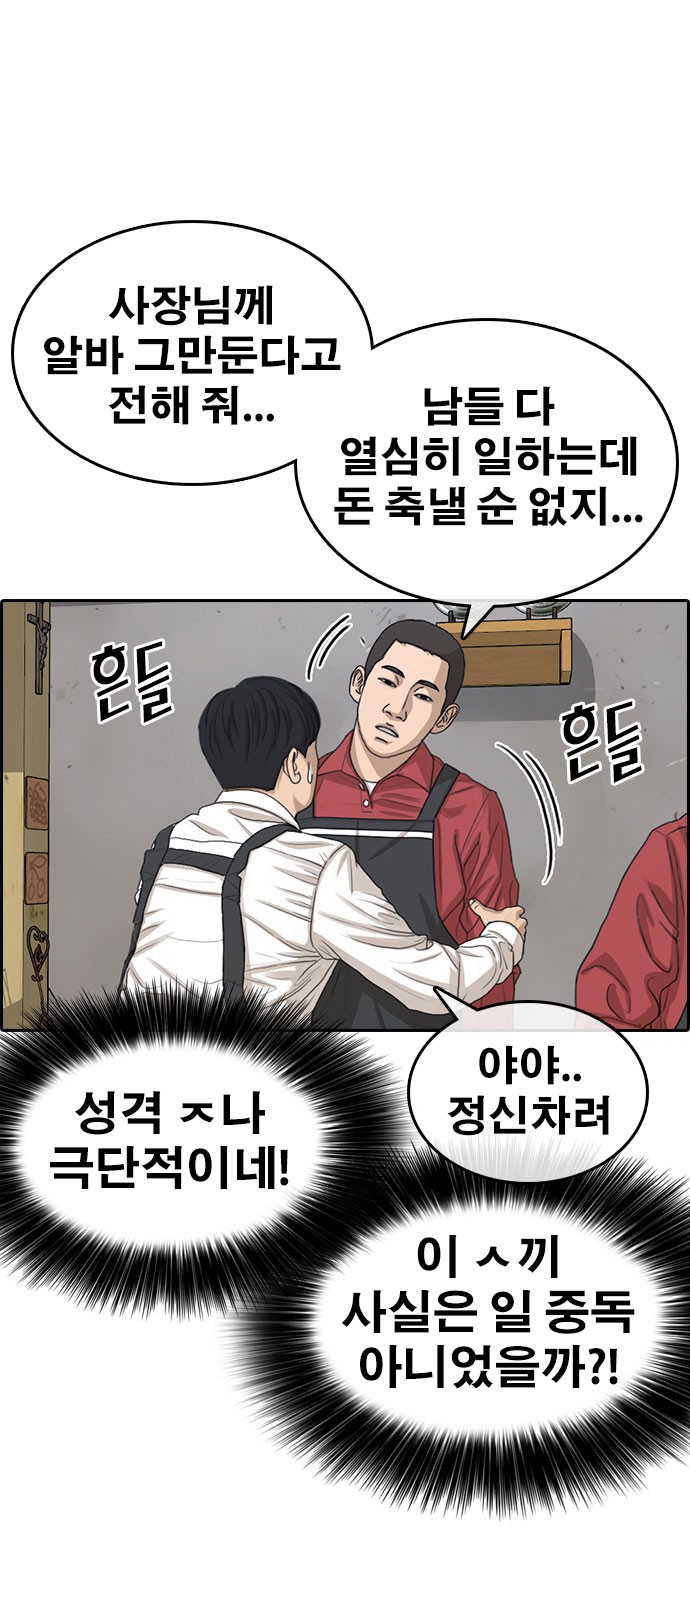 사장님께
알바 그만둔다고
전해 줘...
남들 다
열심히 일하는데
돈 축낼 순 없지...
흔들
흔들
야야..
정신차려
성격 ㅈ나
극단적이네!
이 ㅅ끼
사실은 일 중독
아니었을까?!